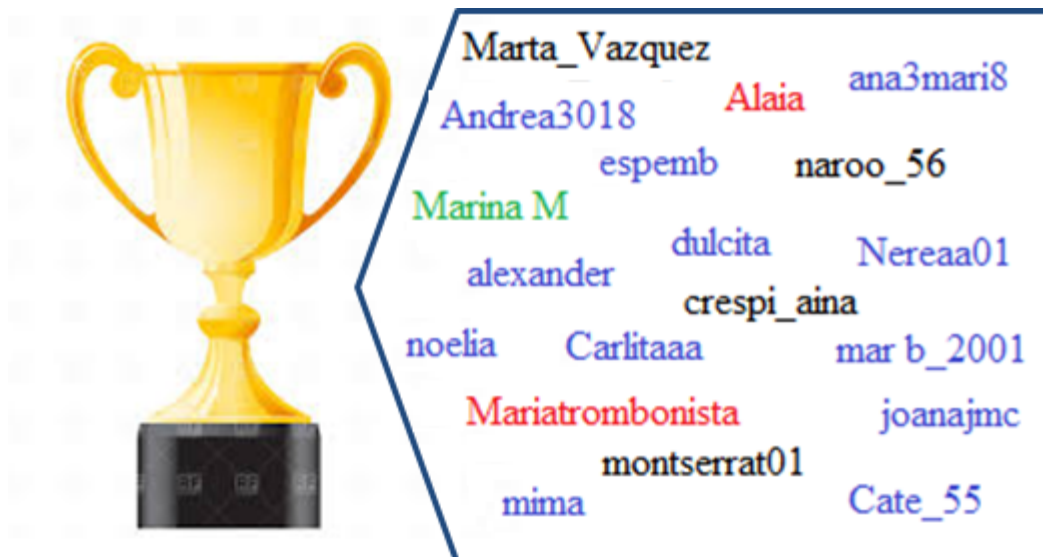 Marta_Vazquez
ana3mari8
Alaia
Andrea3018
espemb
naroo_56
Marina M
dulcita
Nereaa01
alexander
crespi_aina
noelia
Carlitaaa
mar b_2001
Mariatrombonista
joanajmc
montserrat01
mima
Cate_55